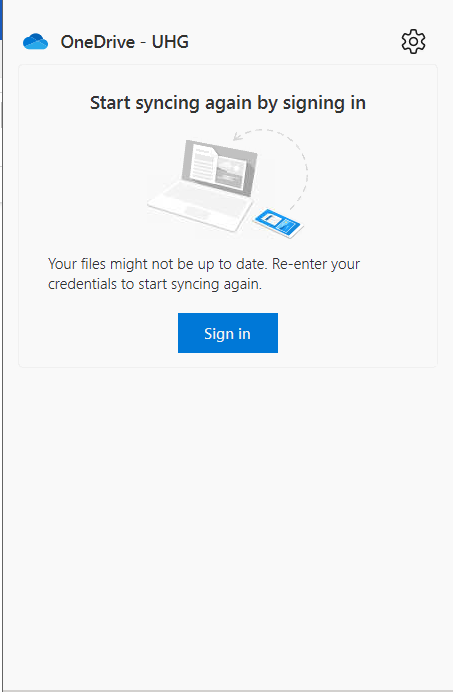 OneDrive - UHG
Start syncing again by signing in
Your files might not be up to date. Re-enter your
credentials to start syncing again.
Sign in